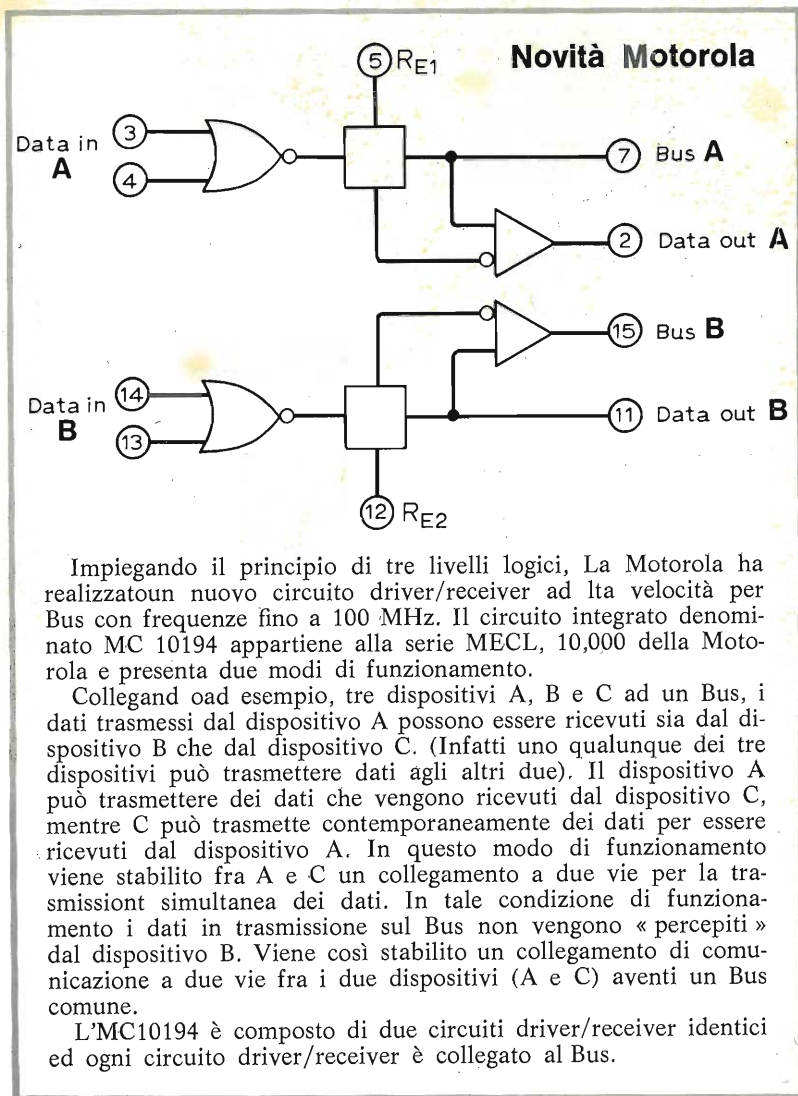 Novità Motorola
5 RE1
Data in A
3
4
7 Bus A
2 Data out A
15 Bus B
Data in B
14
13
11 Data out B
12 RE2
Impiegando il principio di tre livelli logici, La Motorola ha
realizzatoun nuovo circuito driver/receiver ad lta velocità per
Bus con frequenze fino a 100 MHz. Il circuito integrato denomi-
nato MC 10194 appartiene alla serie MECL, 10,000 della Moto-
rola e presenta due modi di funzionamento.
Collegand oad esempio, tre dispositivi A, B e C ad un Bus, i
dati trasmessi dal dispositivo A possono essere ricevuti sia dal di-
spositivo B che dal dispositivo C. (Infatti uno qualunque dei tre
dispositivi può trasmettere dati agli altri due). Il dispositivo A
può trasmettere dei dati che vengono ricevuti dal dispositivo C,
mentre C può trasmette contemporaneamente dei dati per essere
ricevuti dal dispositivo A. In questo modo di funzionamento
viene stabilito fra A e C un collegamento a due vie per la tra-
smissiont simultanea dei dati. In tale condizione di funziona-
mento i dati in trasmissione sul Bus non vengono « percepiti »
dal dispositivo B. Viene così stabilito un collegamento di comu-
nicazione a due vie fra i due dispositivi (A e C) aventi un Bus
comune.
L'MC10194 è composto di due circuiti driver/receiver identici
ed ogni circuito driver/receiver è collegato al Bus.